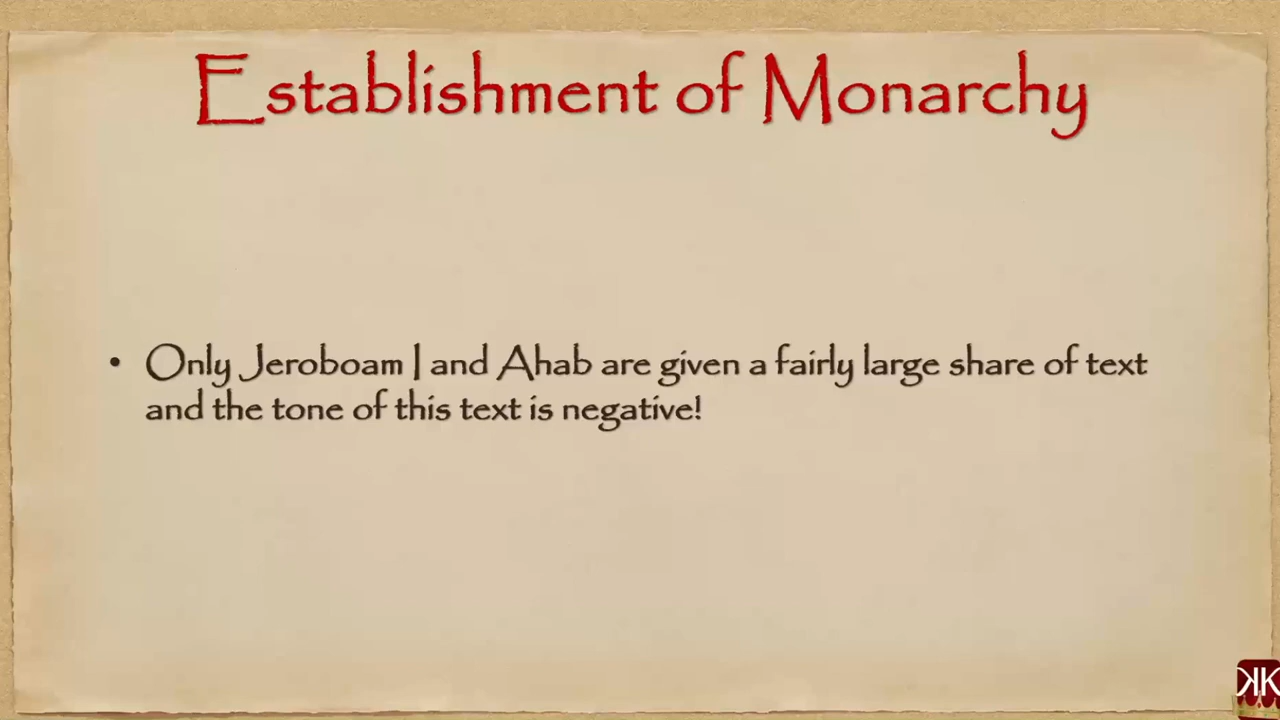 Establishment of Monarchy
• Only Jeroboam I and Ahab are given a fairly large share of text
and the tone of this text is negative!
KK